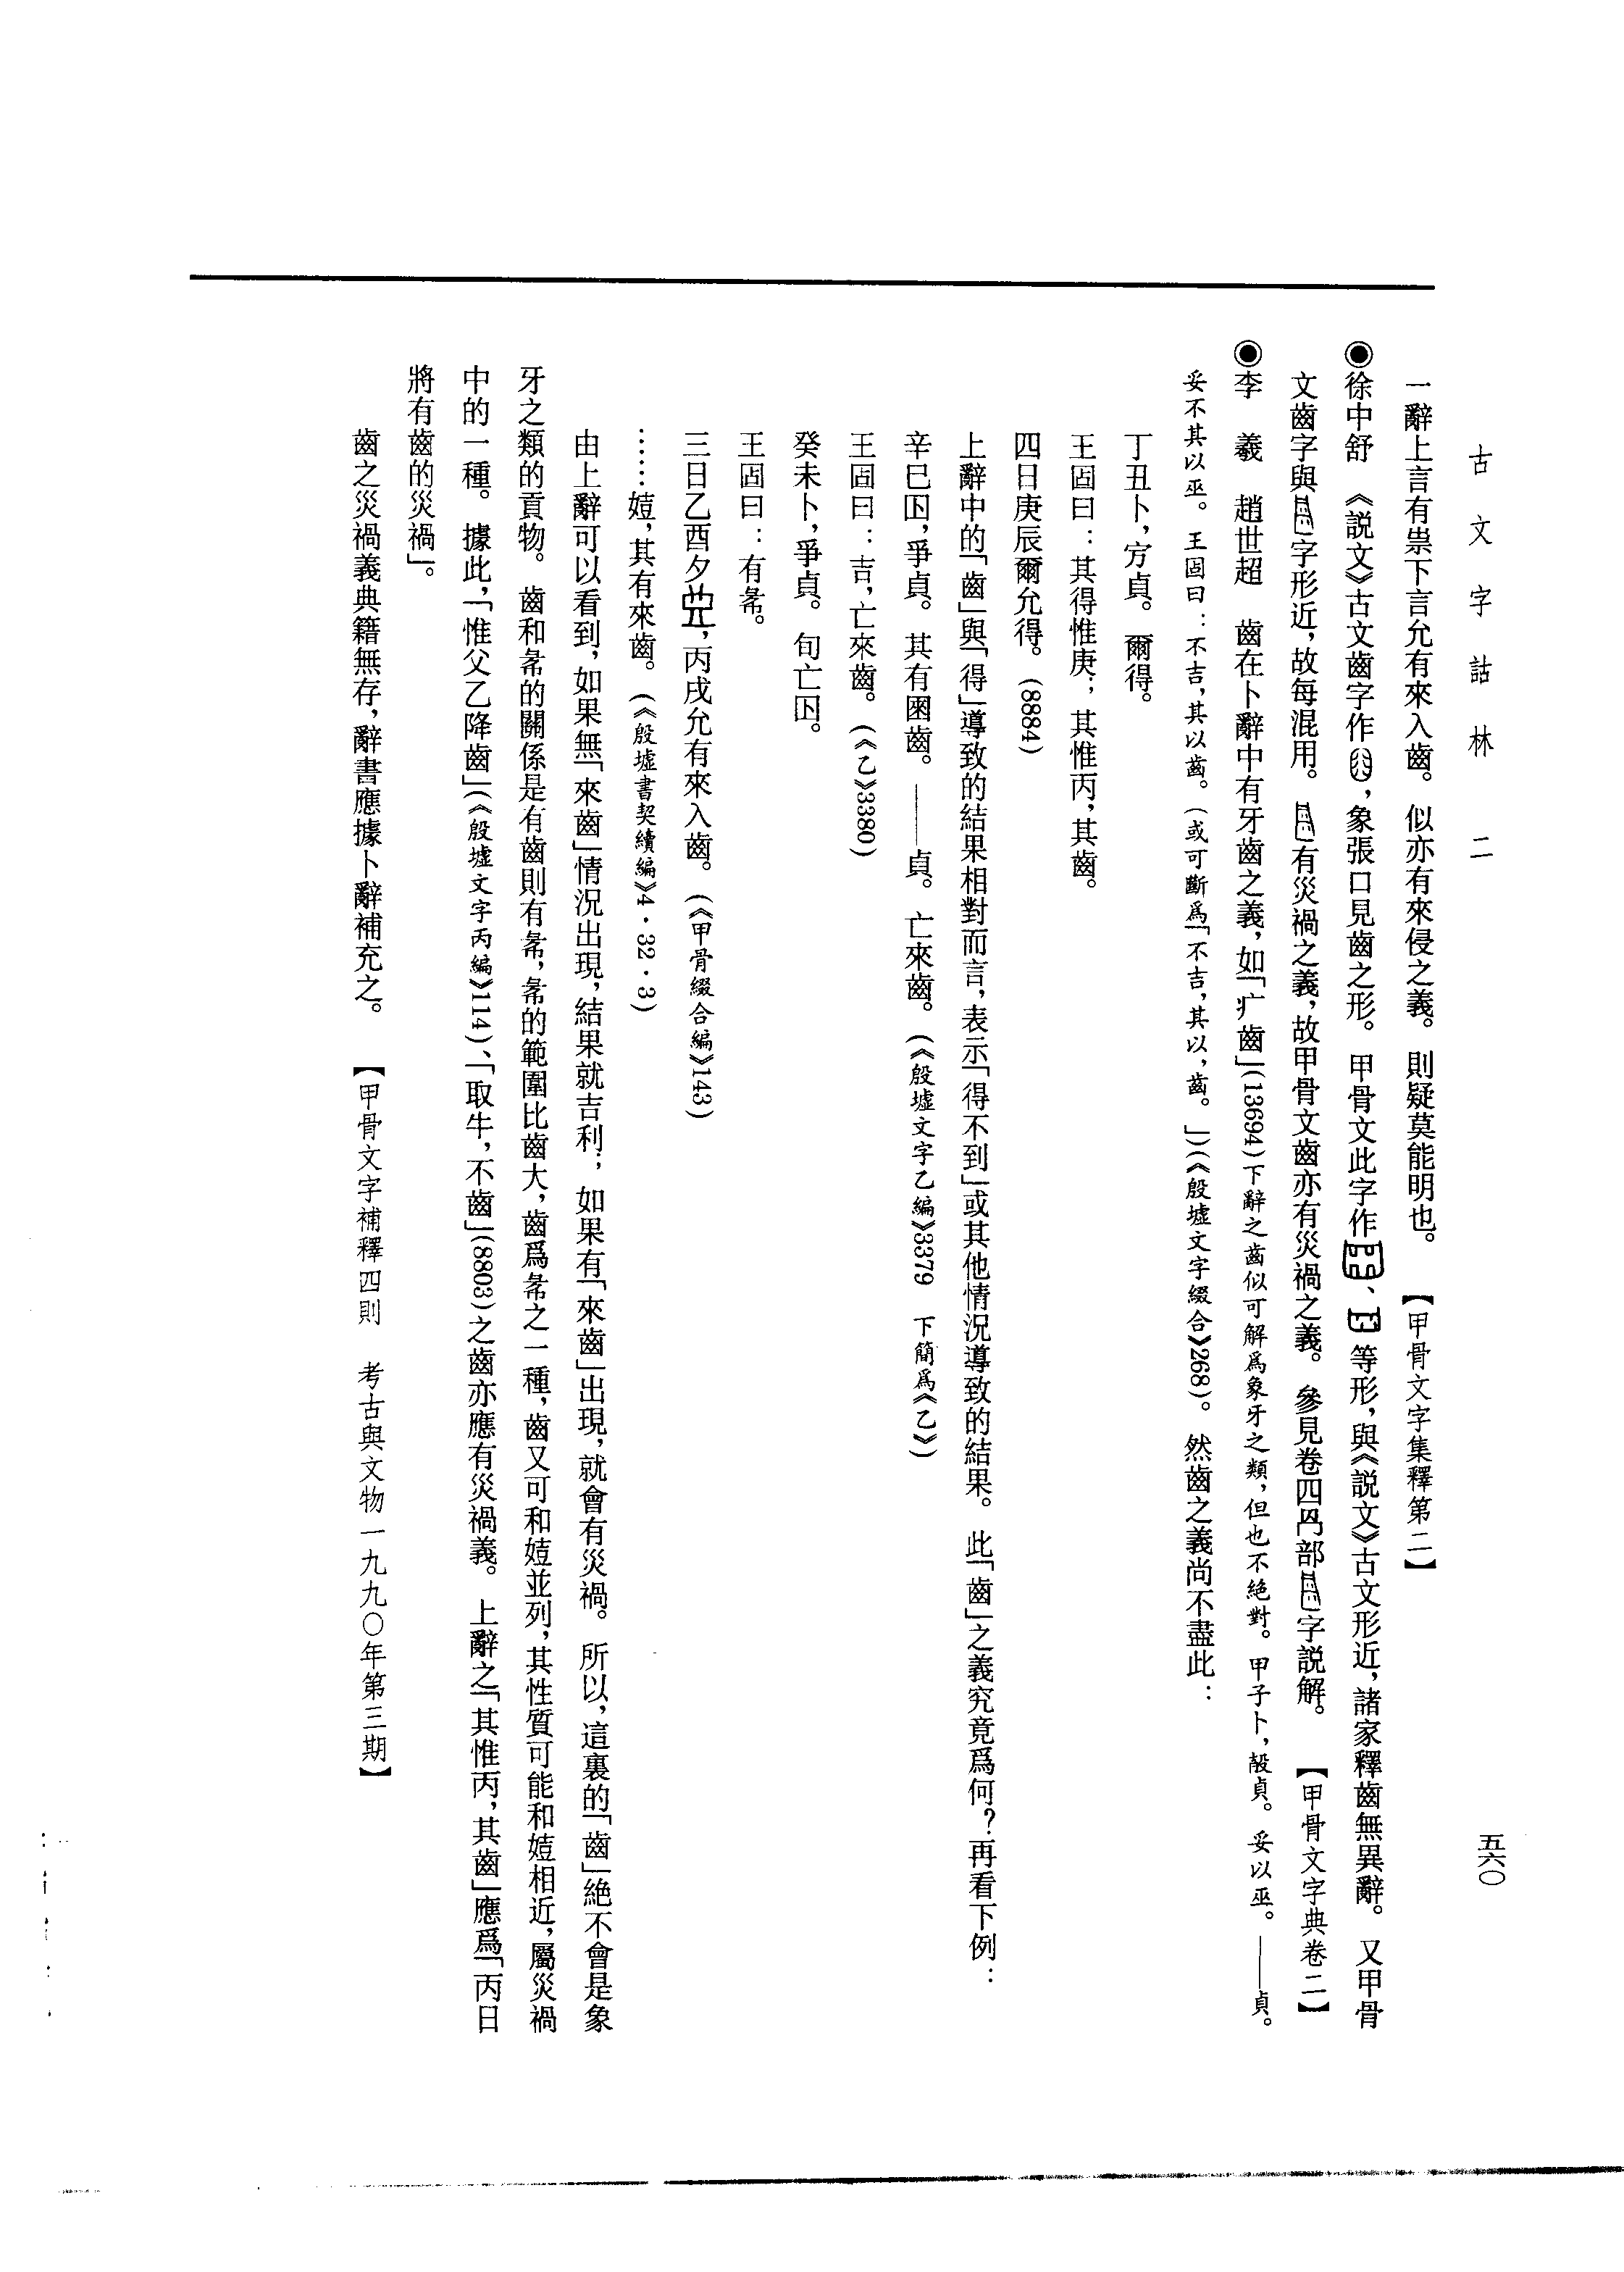 古文字詁林 二
五六〇
一辭上言有祟下言允有來入齒。似亦有來侵之義。則疑莫能明也。【甲骨文字集釋第二】
◉徐中舒 《説文》古文齒字作，象張口見齒之形。甲骨文此字作、等形，與《説文》古文形近，諸家釋齒無異辭。又甲骨
文齒字與字形近，故每混用。有災禍之義，故甲骨文齒亦有災禍之義。參見卷四冎部字説解。【甲骨文字典卷二】
◉李　義　趙世超　齒在卜辭中有牙齒之義，如「疒齒」(13694)下辭之齒似可解爲象牙之類，但也不絶對。甲子卜，㱿貞。妥以巫。——貞。
妥不其以巫。王固曰：不吉，其以齒。（或可斷爲「不吉，其以，齒。」）(《殷墟文字綴合》268)。然齒之義尚不盡此：
丁丑卜，㝑貞。爾得。
王固曰：其得惟庚；其惟丙，其齒。
四日庚辰爾允得。(8884)
上辭中的「齒」與「得」導致的結果相對而言，表示「得不到」或其他情況導致的結果。此「齒」之義究竟爲何？再看下例：
辛巳囚，爭貞。其有困齒。——貞。亡來齒。(《殷墟文字乙編》3379　下簡爲《乙》)
王固曰：吉，亡來齒。(《乙》3380)
癸未卜，爭貞。旬亡囚。
王固曰：有㣇。
三日乙酉夕，丙戌允有來入齒。(《甲骨綴合編》143)
……㛸，其有來齒。(《殷墟書契續編》4·32·3)
由上辭可以看到，如果無「來齒」情況出現，結果就吉利；如果有「來齒」出現，就會有災禍。所以，這裏的「齒」絶不會是象
牙之類的貢物。齒和㣇的關係是有齒則有㣇，㣇的範圍比齒大，齒爲㣇之一種，齒又可和㛸並列，其性質可能和㛸相近，屬災禍
中的一種。據此，「惟父乙降齒」(《殷墟文字丙編》114)、「取牛，不齒」(8803)之齒亦應有災禍義。上辭之「其惟丙，其齒」應爲「丙日
將有齒的災禍」。
齒之災禍義典籍無存，辭書應據卜辭補充之。【甲骨文字補釋四則　考古與文物一九九〇年第三期】